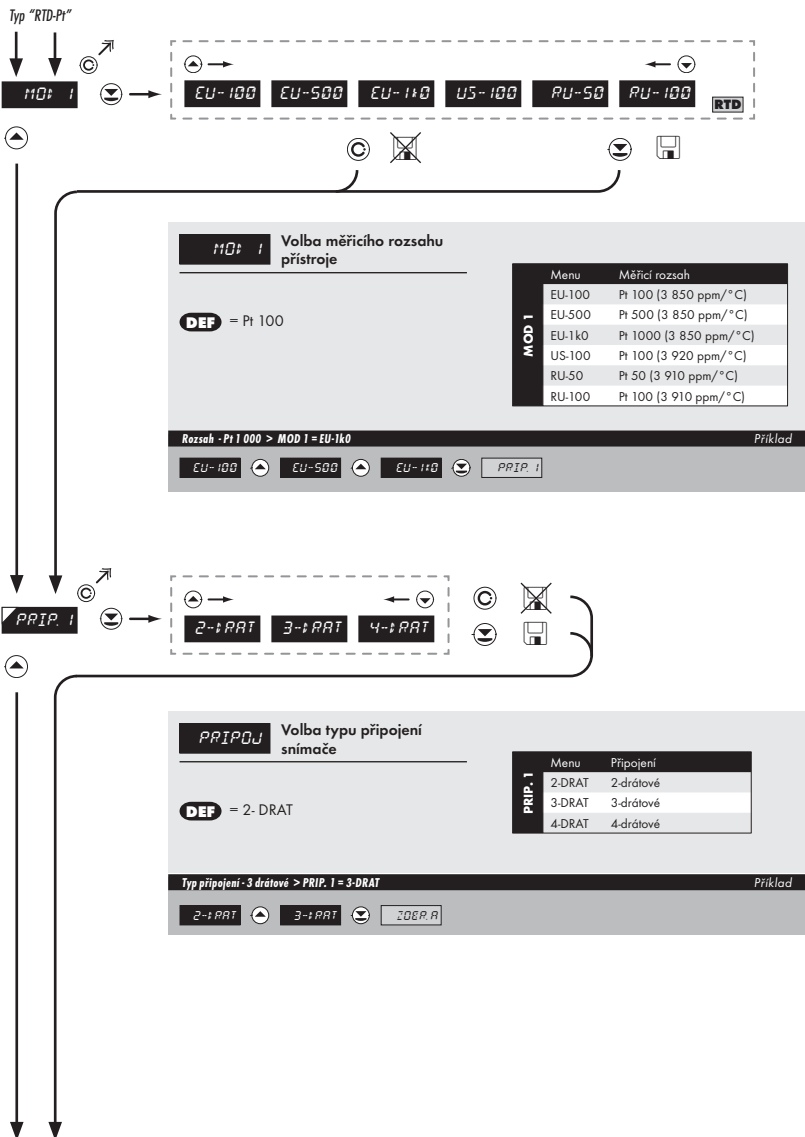 Typ "RTD-Pt"
MOD 1
EU-100 EU-500 EU-1k0 US-100 RU-50 RU-100
RTD
MOD 1
Volba měřicího rozsahu
přístroje
DEF = Pt 100
MOD 1
Menu Měřicí rozsah
EU-100 Pt 100 (3 850 ppm/°C)
EU-500 Pt 500 (3 850 ppm/°C)
EU-1k0 Pt 1000 (3 850 ppm/°C)
US-100 Pt 100 (3 920 ppm/°C)
RU-50 Pt 50 (3 910 ppm/°C)
RU-100 Pt 100 (3 910 ppm/°C)
Rozsah - Pt 1 000 > MOD 1 = EU-1k0 Příklad
EU-100 EU-500 EU-1k0 PRIP. 1
PRIP. 1
2-DRAT 3-DRAT 4-DRAT
PRIPOJ
Volba typu připojení
snímače
DEF = 2- DRAT
PRIP. 1
Menu Připojení
2-DRAT 2-drátové
3-DRAT 3-drátové
4-DRAT 4-drátové
Typ připojení - 3 drátové > PRIP. 1 = 3-DRAT Příklad
2-DRAT 3-DRAT ZOBR. A